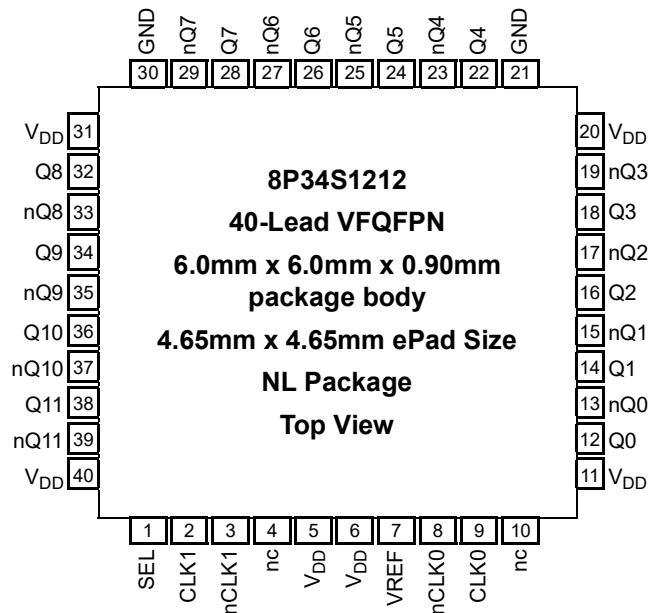 GND nQ7 Q7 nQ6 Q6 nQ5 Q5 nQ4 Q4 GND
30 29 28 27 26 25 24 23 22 21
VDD 31
Q8 32
nQ8 33
Q9 34
nQ9 35
Q10 36
nQ10 37
Q11 38
nQ11 39
VDD 40
8P34S1212
40-Lead VFQFPN
6.0mm x 6.0mm x 0.90mm
package body
4.65mm x 4.65mm ePad Size
NL Package
Top View
20 VDD
19 nQ3
18 Q3
17 nQ2
16 Q2
15 nQ1
14 Q1
13 nQ0
12 Q0
11 VDD
1 2 3 4 5 6 7 8 9 10
SEL CLK1 nCLK1 nc VDD VDD VREF nCLK0 CLK0 nc